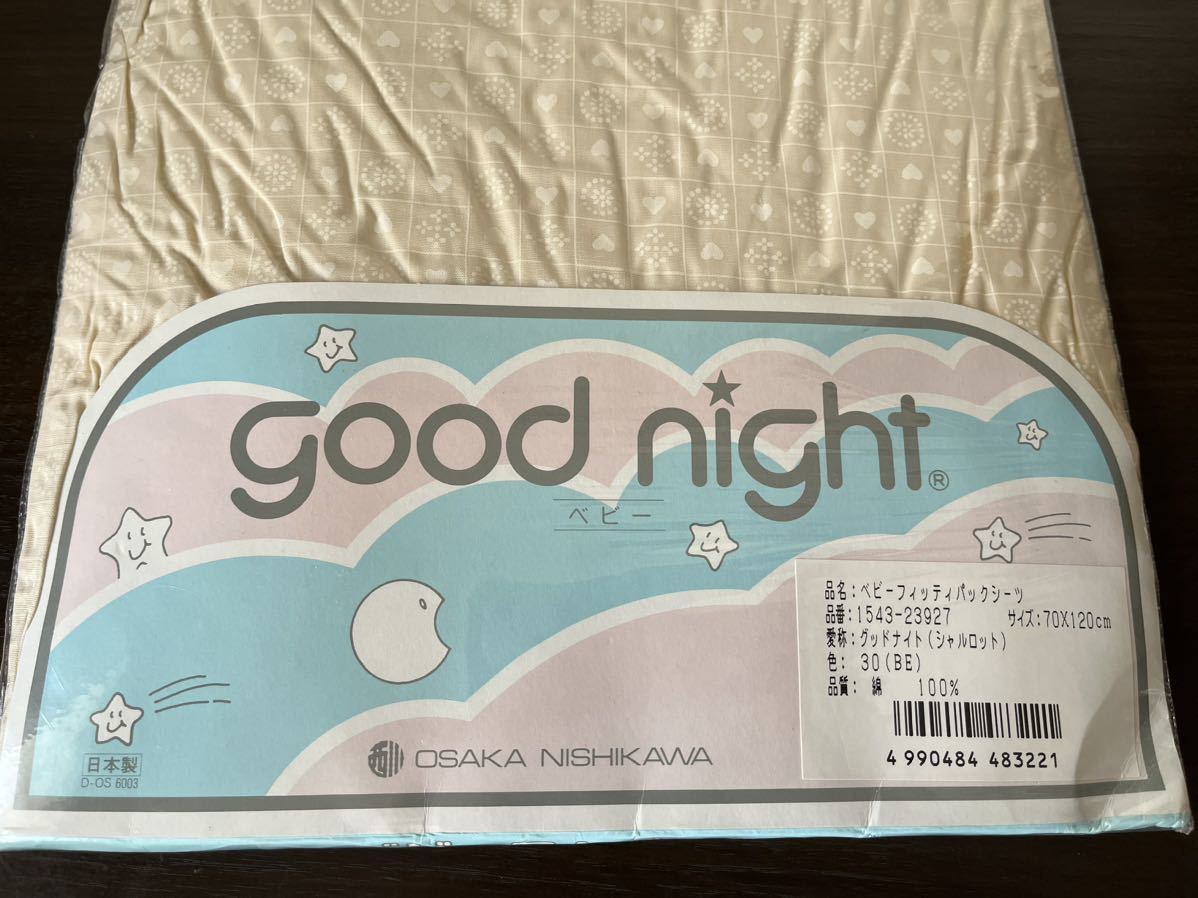 good night®
ベビー
品名：ベビーフィッティパックシーツ
品番：1543-23927 サイズ：70X120cm
愛称：グッドナイト（シャルロット）
色： 30（BE）
品質： 綿 100%
4 990484 483221
日本製
D-OS 6003
西川 OSAKA NISHIKAWA